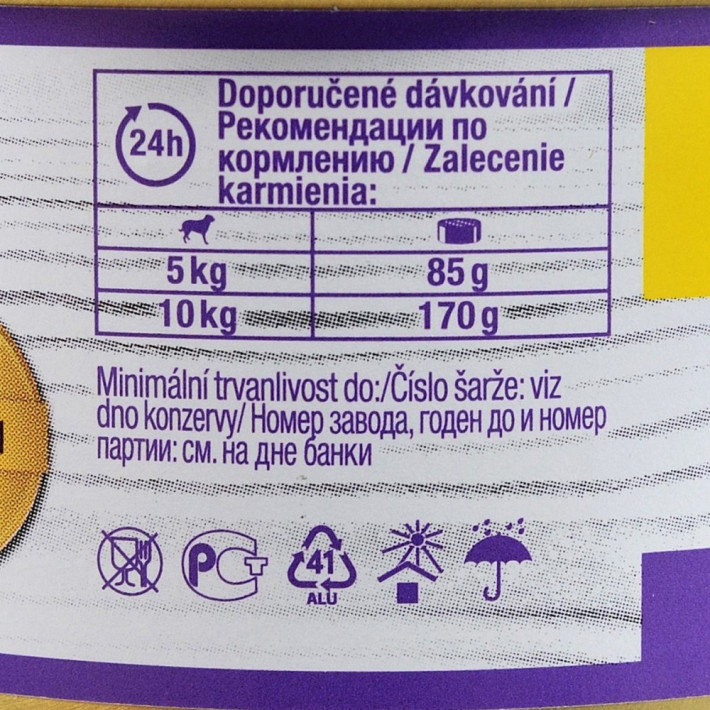 24h
Doporučené dávkování /
Рекомендации по
кормлению / Zalecenie
karmienia:
5 kg 85 g
10 kg 170 g
Minimální trvanlivost do:/Číslo šarže: viz
dno konzervy/ Номер завода, годен до и номер
партии: см. на дне банки
РСТ
41
ALU